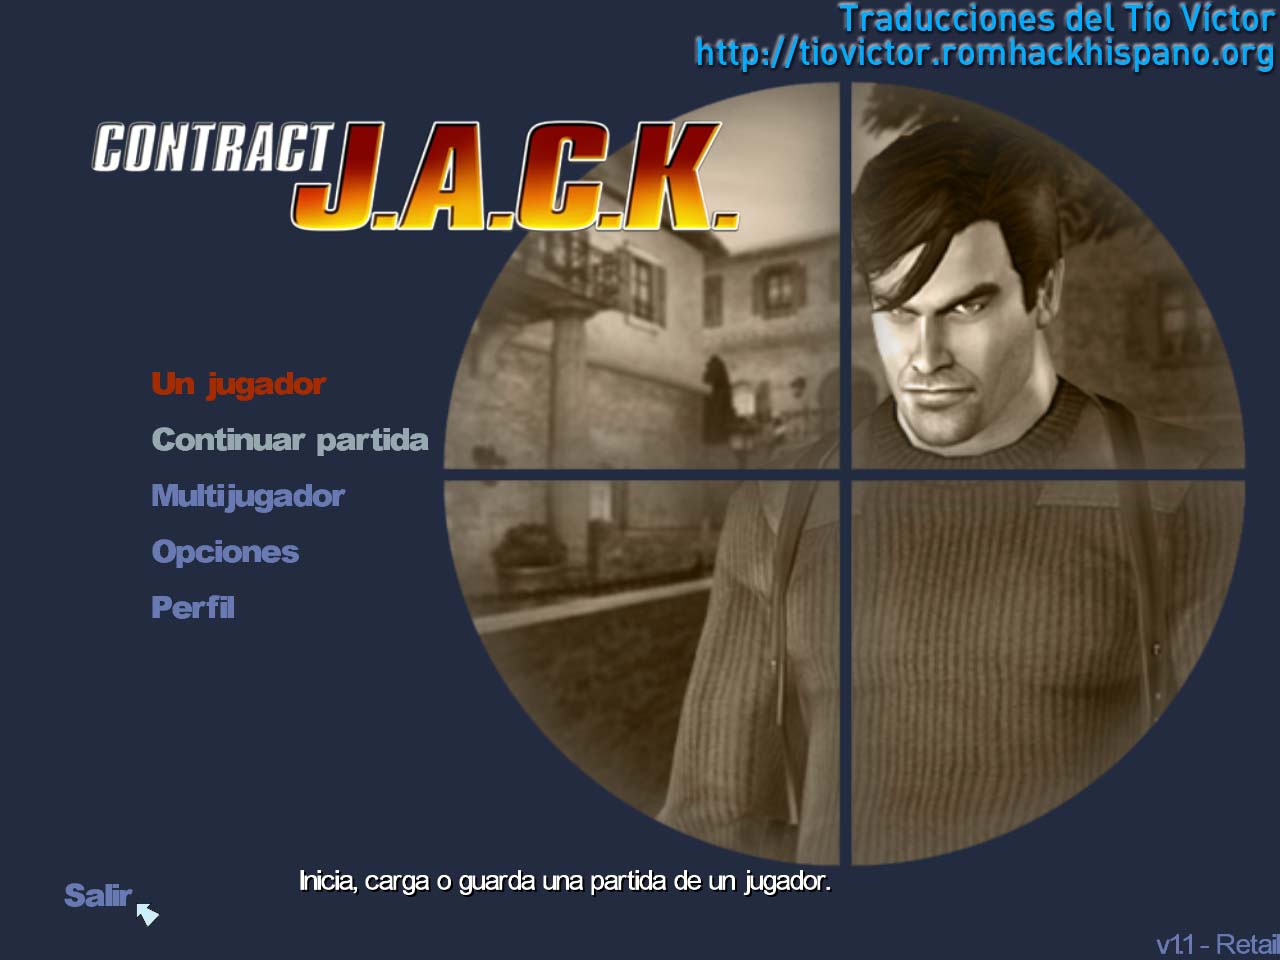 Traducciones del Tío Víctor
http://tiovictor.romhackhispano.org
CONTRACT
J.A.C.K.
Un jugador
Continuar partida
Multijugador
Opciones
Perfil
Inicia, carga o guarda una partida de un jugador.
Salir
v1.1 - Retail